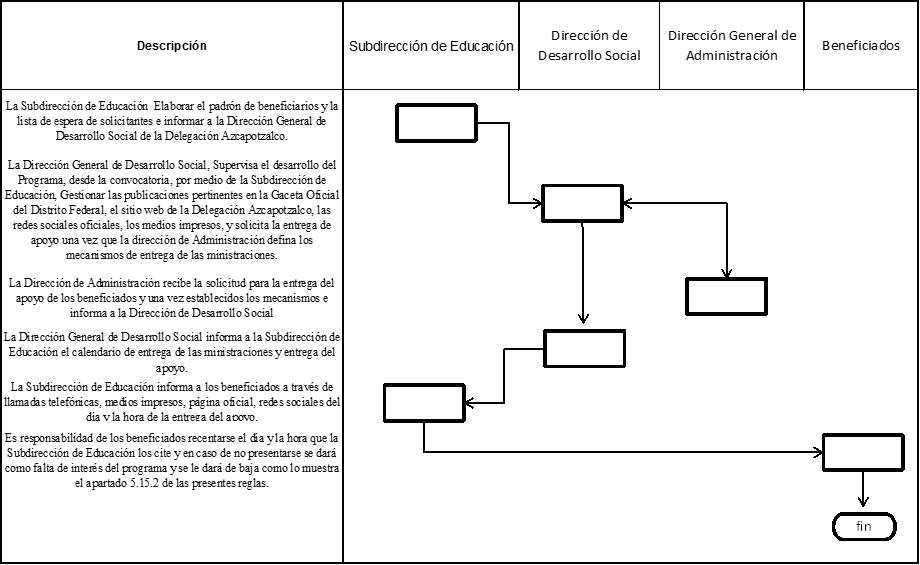 Descripción
Subdirección de Educación
Dirección de
Desarrollo Social
Dirección General de
Administración
Beneficiados
La Subdirección de Educación Elaborar el padrón de beneficiarios y la
lista de espera de solicitantes e informar a la Dirección General de
Desarrollo Social de la Delegación Azcapotzalco.
La Dirección General de Desarrollo Social, Supervisa el desarrollo del
Programa, desde la convocatoria, por medio de la Subdirección de
Educación, Gestionar las publicaciones pertinentes en la Gaceta Oficial
del Distrito Federal, el sitio web de la Delegación Azcapotzalco, las
redes sociales oficiales, los medios impresos, y solicita la entrega de
apoyo una vez que la dirección de Administración defina los
mecanismos de entrega de las ministraciones.
La Dirección de Administración recibe la solicitud para la entrega del
apoyo de los beneficiados y una vez establecidos los mecanismos e
informa a la Dirección de Desarrollo Social
La Dirección General de Desarrollo Social informa a la Subdirección de
Educación el calendario de entrega de las ministraciones y entrega del
apoyo.
La Subdirección de Educación informa a los beneficiados a través de
llamadas telefónicas, medios impresos, página oficial, redes sociales del
día y la hora de la entrega del apoyo.
Es responsabilidad de los beneficiados recentarse el día y la hora que la
Subdirección de Educación los cite y en caso de no presentarse se dará
como falta de interés del programa y se le dará de baja como lo muestra
el apartado 5.15.2 de las presentes reglas.
fin